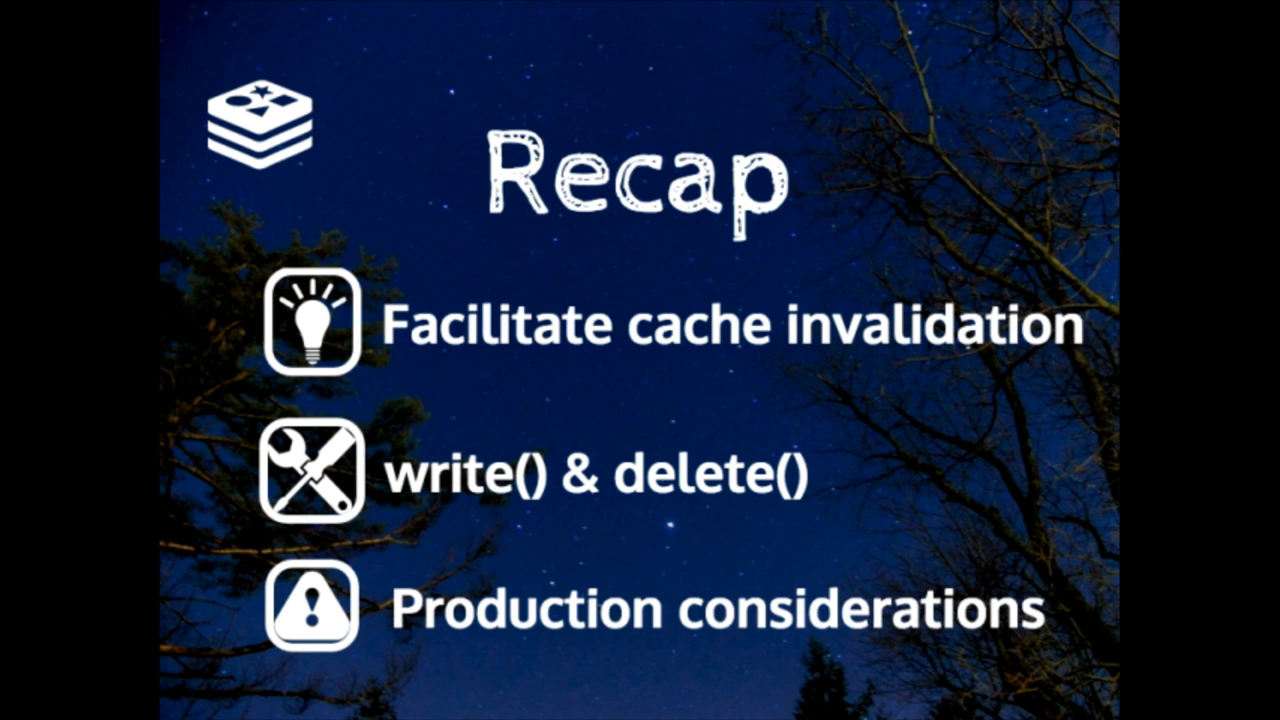 Recap
Facilitate cache invalidation
write() & delete()
Production considerations